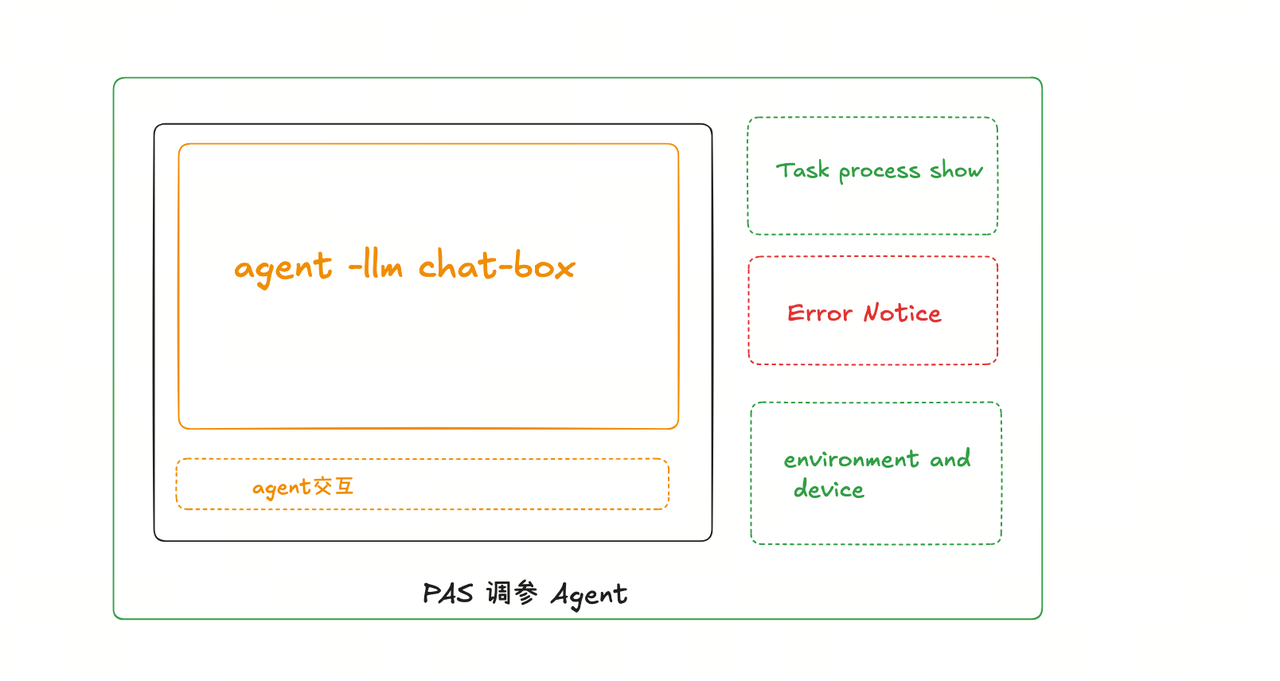 agent -llm chat-box
agent交互
Task process show
Error Notice
environment and
device
PAS 调参 Agent